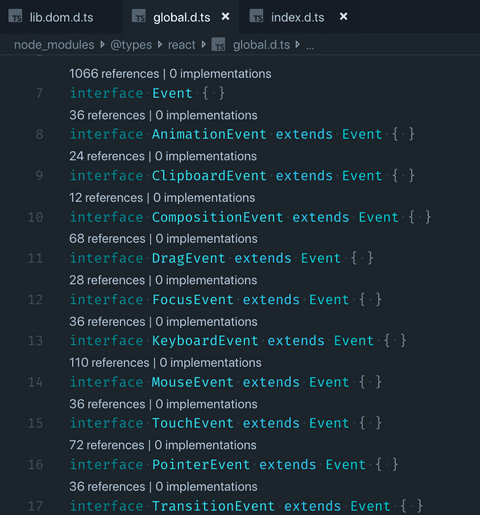 lib.dom.d.ts global.d.ts × index.d.ts ×
node_modules › @types › react › global.d.ts › ...
1066 references | 0 implementations
7 interface Event { }
36 references | 0 implementations
8 interface AnimationEvent extends Event { }
24 references | 0 implementations
9 interface ClipboardEvent extends Event { }
12 references | 0 implementations
10 interface CompositionEvent extends Event { }
68 references | 0 implementations
11 interface DragEvent extends Event { }
28 references | 0 implementations
12 interface FocusEvent extends Event { }
36 references | 0 implementations
13 interface KeyboardEvent extends Event { }
110 references | 0 implementations
14 interface MouseEvent extends Event { }
36 references | 0 implementations
15 interface TouchEvent extends Event { }
72 references | 0 implementations
16 interface PointerEvent extends Event { }
36 references | 0 implementations
17 interface TransitionEvent extends Event { }